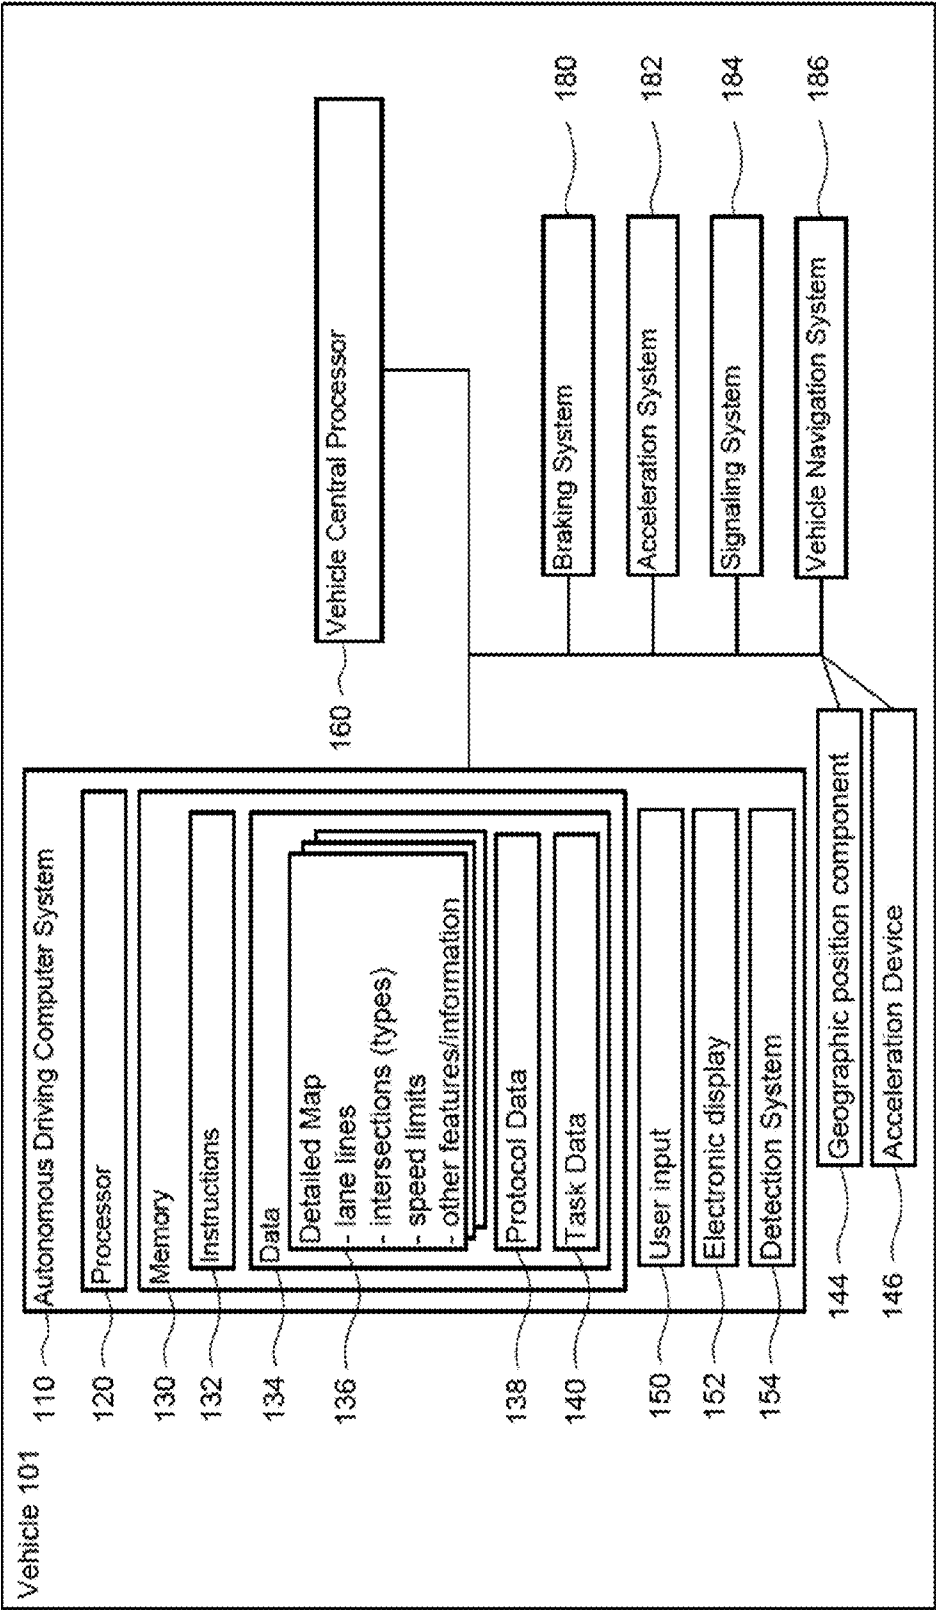 Vehicle 101
110
Autonomous Driving Computer System
120
Processor
130
Memory
132
Instructions
134
Data
136
Detailed Map
- lane lines
- intersections (types)
- speed limits
- other features/information
138
Protocol Data
140
Task Data
150
User input
152
Electronic display
154
Detection System
144
Geographic position component
146
Acceleration Device
160
Vehicle Central Processor
Braking System
180
Acceleration System
182
Signaling System
184
Vehicle Navigation System
186